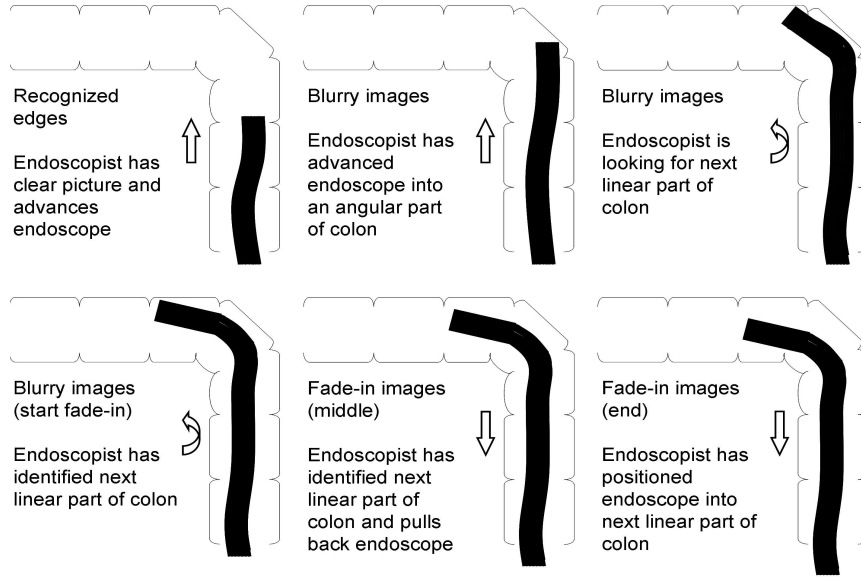 Recognized
edges
Endoscopist has
clear picture and
advances
endoscope
Blurry images
Endoscopist has
advanced
endoscope into
an angular part
of colon
Blurry images
Endoscopist is
looking for next
linear part of
colon
Blurry images
(start fade-in)
Endoscopist has
identified next
linear part of colon
Fade-in images
(middle)
Endoscopist has
identified next
linear part of
colon and pulls
back endoscope
Fade-in images
(end)
Endoscopist has
positioned
endoscope into
next linear part of
colon